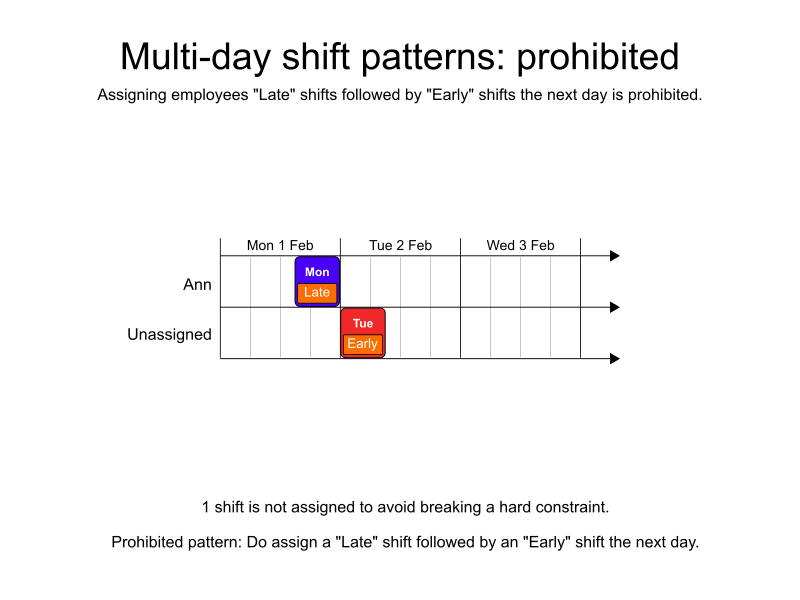 Multi-day shift patterns: prohibited
Assigning employees "Late" shifts followed by "Early" shifts the next day is prohibited.
Mon 1 Feb Tue 2 Feb Wed 3 Feb
Ann
Mon
Late
Unassigned
Tue
Early
1 shift is not assigned to avoid breaking a hard constraint.
Prohibited pattern: Do assign a "Late" shift followed by an "Early" shift the next day.